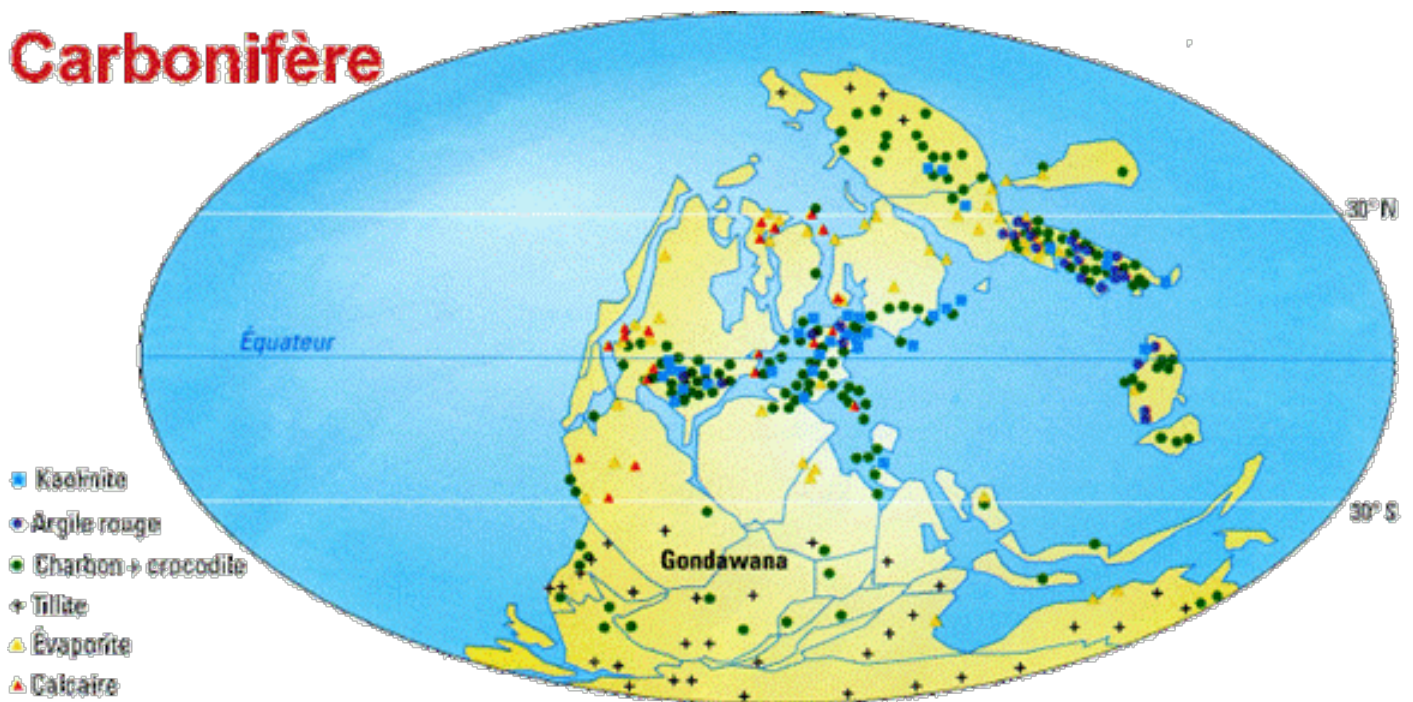 Carbonifère
30° N
Équateur
Kaolinite
Argile rouge
30° S
Charbon + crocodile
Gondawana
Tillite
Évaporite
Calcaire